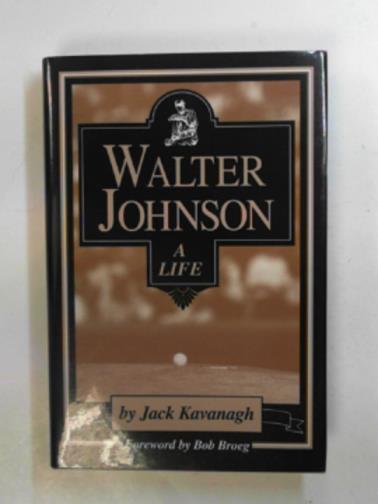 WALTER
JOHNSON
A
LIFE
by Jack Kavanagh
Foreword by Bob Broeg